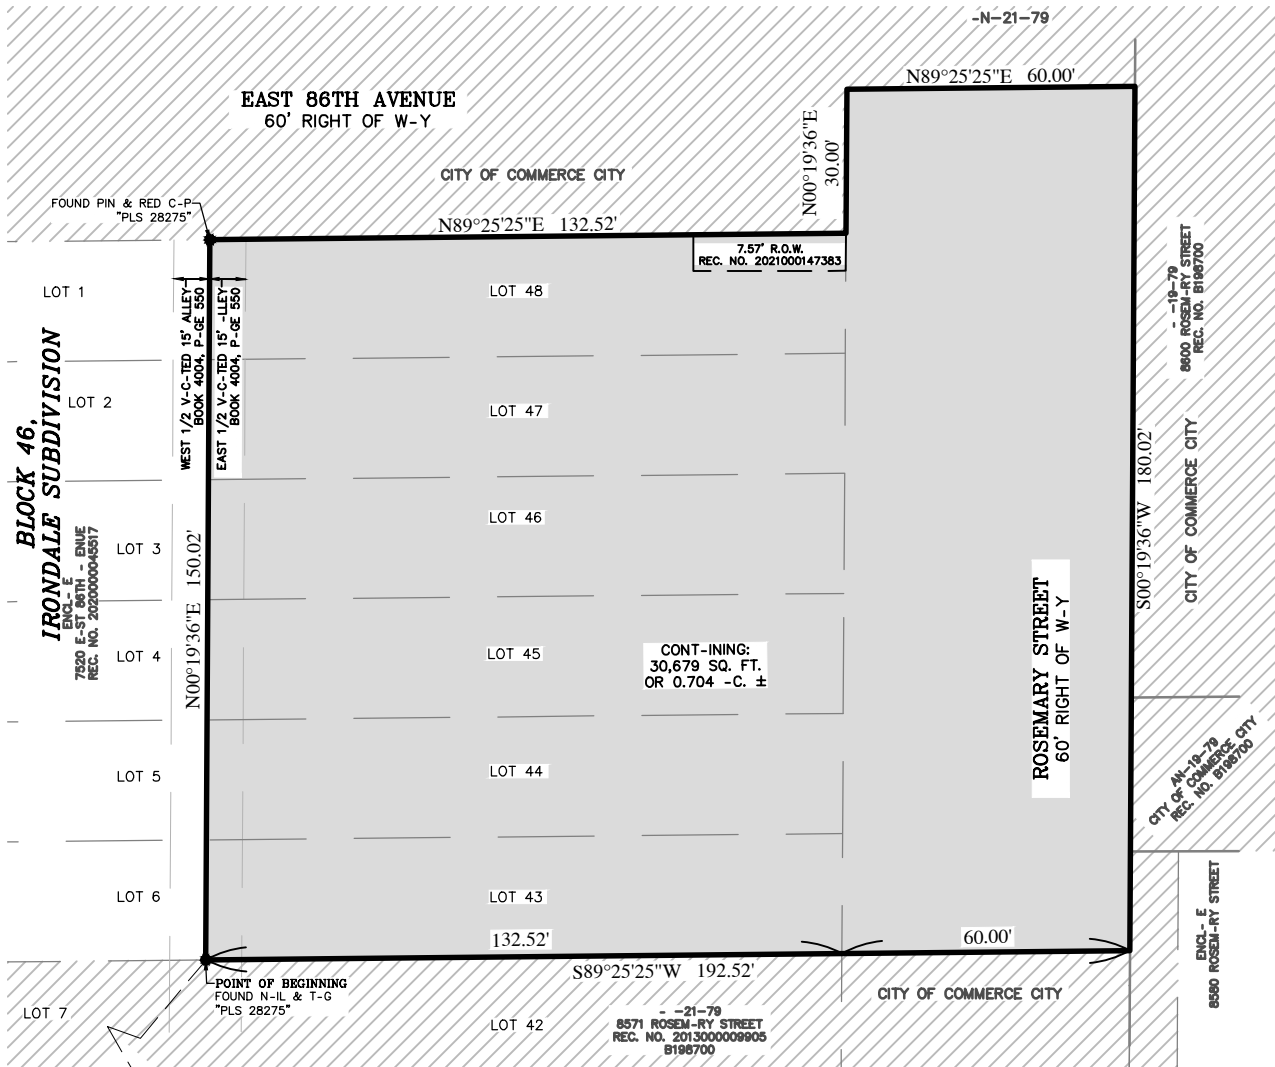 -N-21-79
N89°25'25"E 60.00'
EAST 86TH AVENUE
60' RIGHT OF W-Y
N00°19'36"E
30.00'
CITY OF COMMERCE CITY
FOUND PIN & RED C-P
"PLS 28275"
N89°25'25"E 132.52'
7.57' R.O.W.
REC. NO. 2021000147383
LOT 1
LOT 48
WEST 1/2 V-C-TED 15' ALLEY
BOOK 4004, P-GE 550
EAST 1/2 V-C-TED 15' -LLEY
BOOK 4004, P-GE 550
- -19-79
8600 ROSEM-RY STREET
REC. NO. B198700
LOT 2
LOT 47
BLOCK 46,
IRONDALE SUBDIVISION
CITY OF COMMERCE CITY
S00°19'36"W 180.02'
LOT 46
LOT 3
ENCL- E
7520 E-ST 86TH - ENUE
REC. NO. 2020000045517
N00°19'36"E 150.02'
LOT 4
LOT 45
CONT-INING:
30,679 SQ. FT.
OR 0.704 -C. ±
ROSEMARY STREET
60' RIGHT OF W-Y
LOT 5
LOT 44
AN-19-79
CITY OF COMMERCE CITY
REC. NO. B198700
LOT 6
LOT 43
132.52'
60.00'
ENCL- E
8580 ROSEM-RY STREET
S89°25'25"W 192.52'
POINT OF BEGINNING
FOUND N-IL & T-G
"PLS 28275"
CITY OF COMMERCE CITY
LOT 7
LOT 42
- -21-79
8571 ROSEM-RY STREET
REC. NO. 2013000009905
B198700